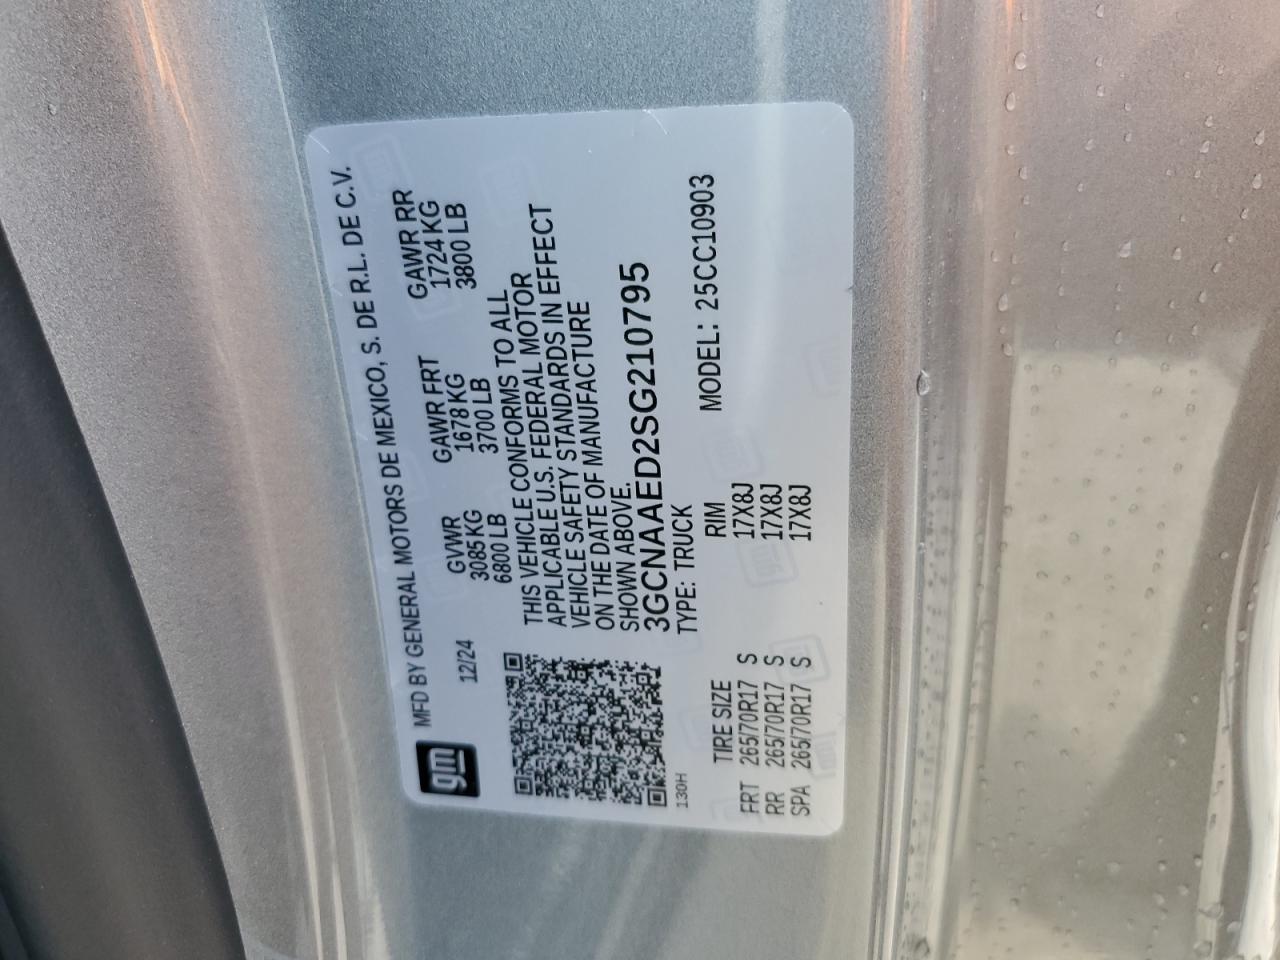 gm MFD BY GENERAL MOTORS DE MEXICO, S. DE R.L. DE C.V.
12/24 GVWR GAWR FRT GAWR RR
3085 KG 1678 KG 1724 KG
6800 LB 3700 LB 3800 LB
THIS VEHICLE CONFORMS TO ALL
APPLICABLE U.S. FEDERAL MOTOR
VEHICLE SAFETY STANDARDS IN EFFECT
ON THE DATE OF MANUFACTURE
SHOWN ABOVE.
3GCNAAED2SG210795
130H TYPE: TRUCK MODEL: 25CC10903
TIRE SIZE RIM
FRT 265/70R17 S 17X8J
RR 265/70R17 S 17X8J
SPA 265/70R17 S 17X8J